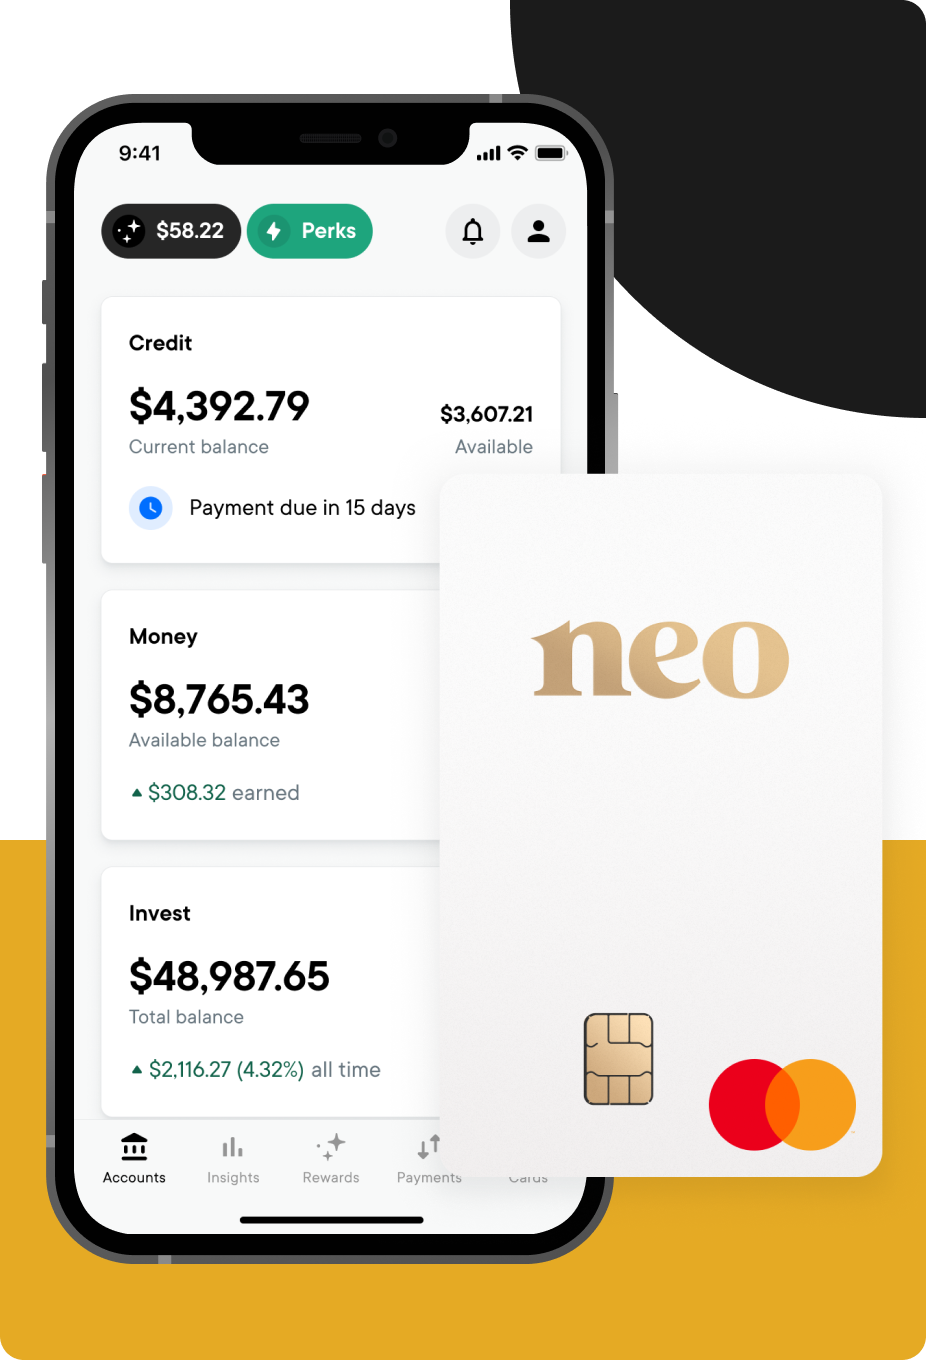 9:41
$58.22 Perks
Credit
$4,392.79 $3,607.21
Current balance Available
Payment due in 15 days
Money
$8,765.43
Available balance
$308.32 earned
neo
Invest
$48,987.65
Total balance
$2,116.27 (4.32%) all time
Accounts Insights Rewards Payments Cards